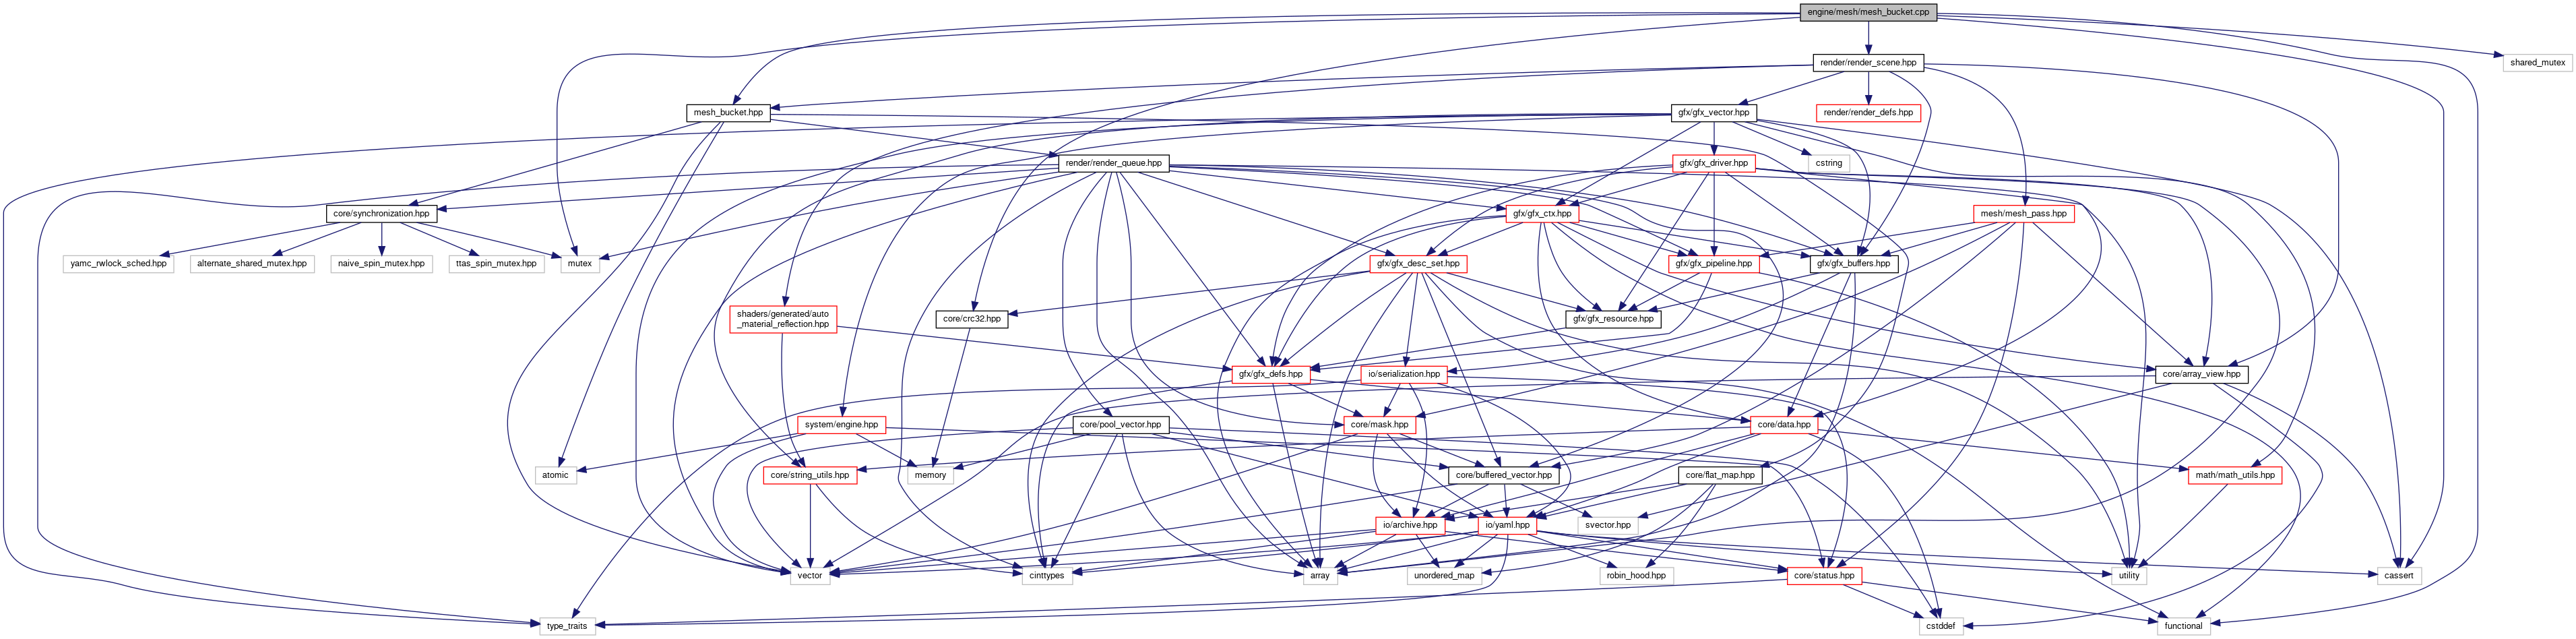 engine/mesh/mesh_bucket.cpp
render/render_scene.hpp
shared_mutex
mesh_bucket.hpp
gfx/gfx_vector.hpp
render/render_defs.hpp
render/render_queue.hpp
gfx/gfx_driver.hpp
cstring
core/synchronization.hpp
gfx/gfx_ctx.hpp
mesh/mesh_pass.hpp
yamc_rwlock_sched.hpp
alternate_shared_mutex.hpp
naive_spin_mutex.hpp
ttas_spin_mutex.hpp
mutex
gfx/gfx_desc_set.hpp
gfx/gfx_pipeline.hpp
gfx/gfx_buffers.hpp
shaders/generated/auto
_material_reflection.hpp
core/crc32.hpp
gfx/gfx_resource.hpp
gfx/gfx_defs.hpp
io/serialization.hpp
core/array_view.hpp
system/engine.hpp
core/pool_vector.hpp
core/mask.hpp
core/data.hpp
atomic
core/string_utils.hpp
memory
core/buffered_vector.hpp
core/flat_map.hpp
math/math_utils.hpp
io/archive.hpp
io/yaml.hpp
svector.hpp
vector
cinttypes
array
unordered_map
robin_hood.hpp
core/status.hpp
utility
cassert
type_traits
cstddef
functional